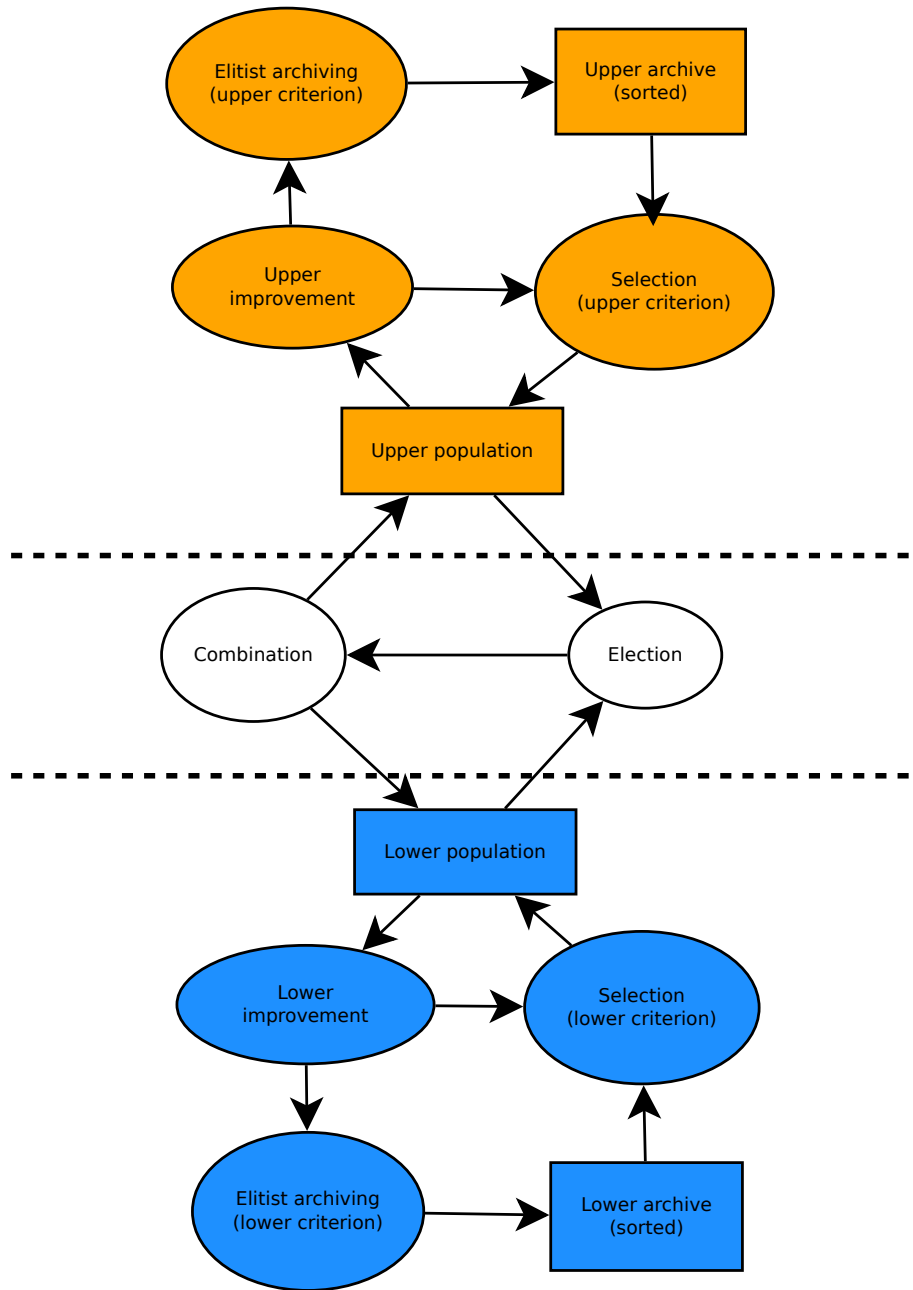 Elitist archiving
(upper criterion)
Upper archive
(sorted)
Upper
improvement
Selection
(upper criterion)
Upper population
Combination
Election
Lower population
Lower
improvement
Selection
(lower criterion)
Elitist archiving
(lower criterion)
Lower archive
(sorted)